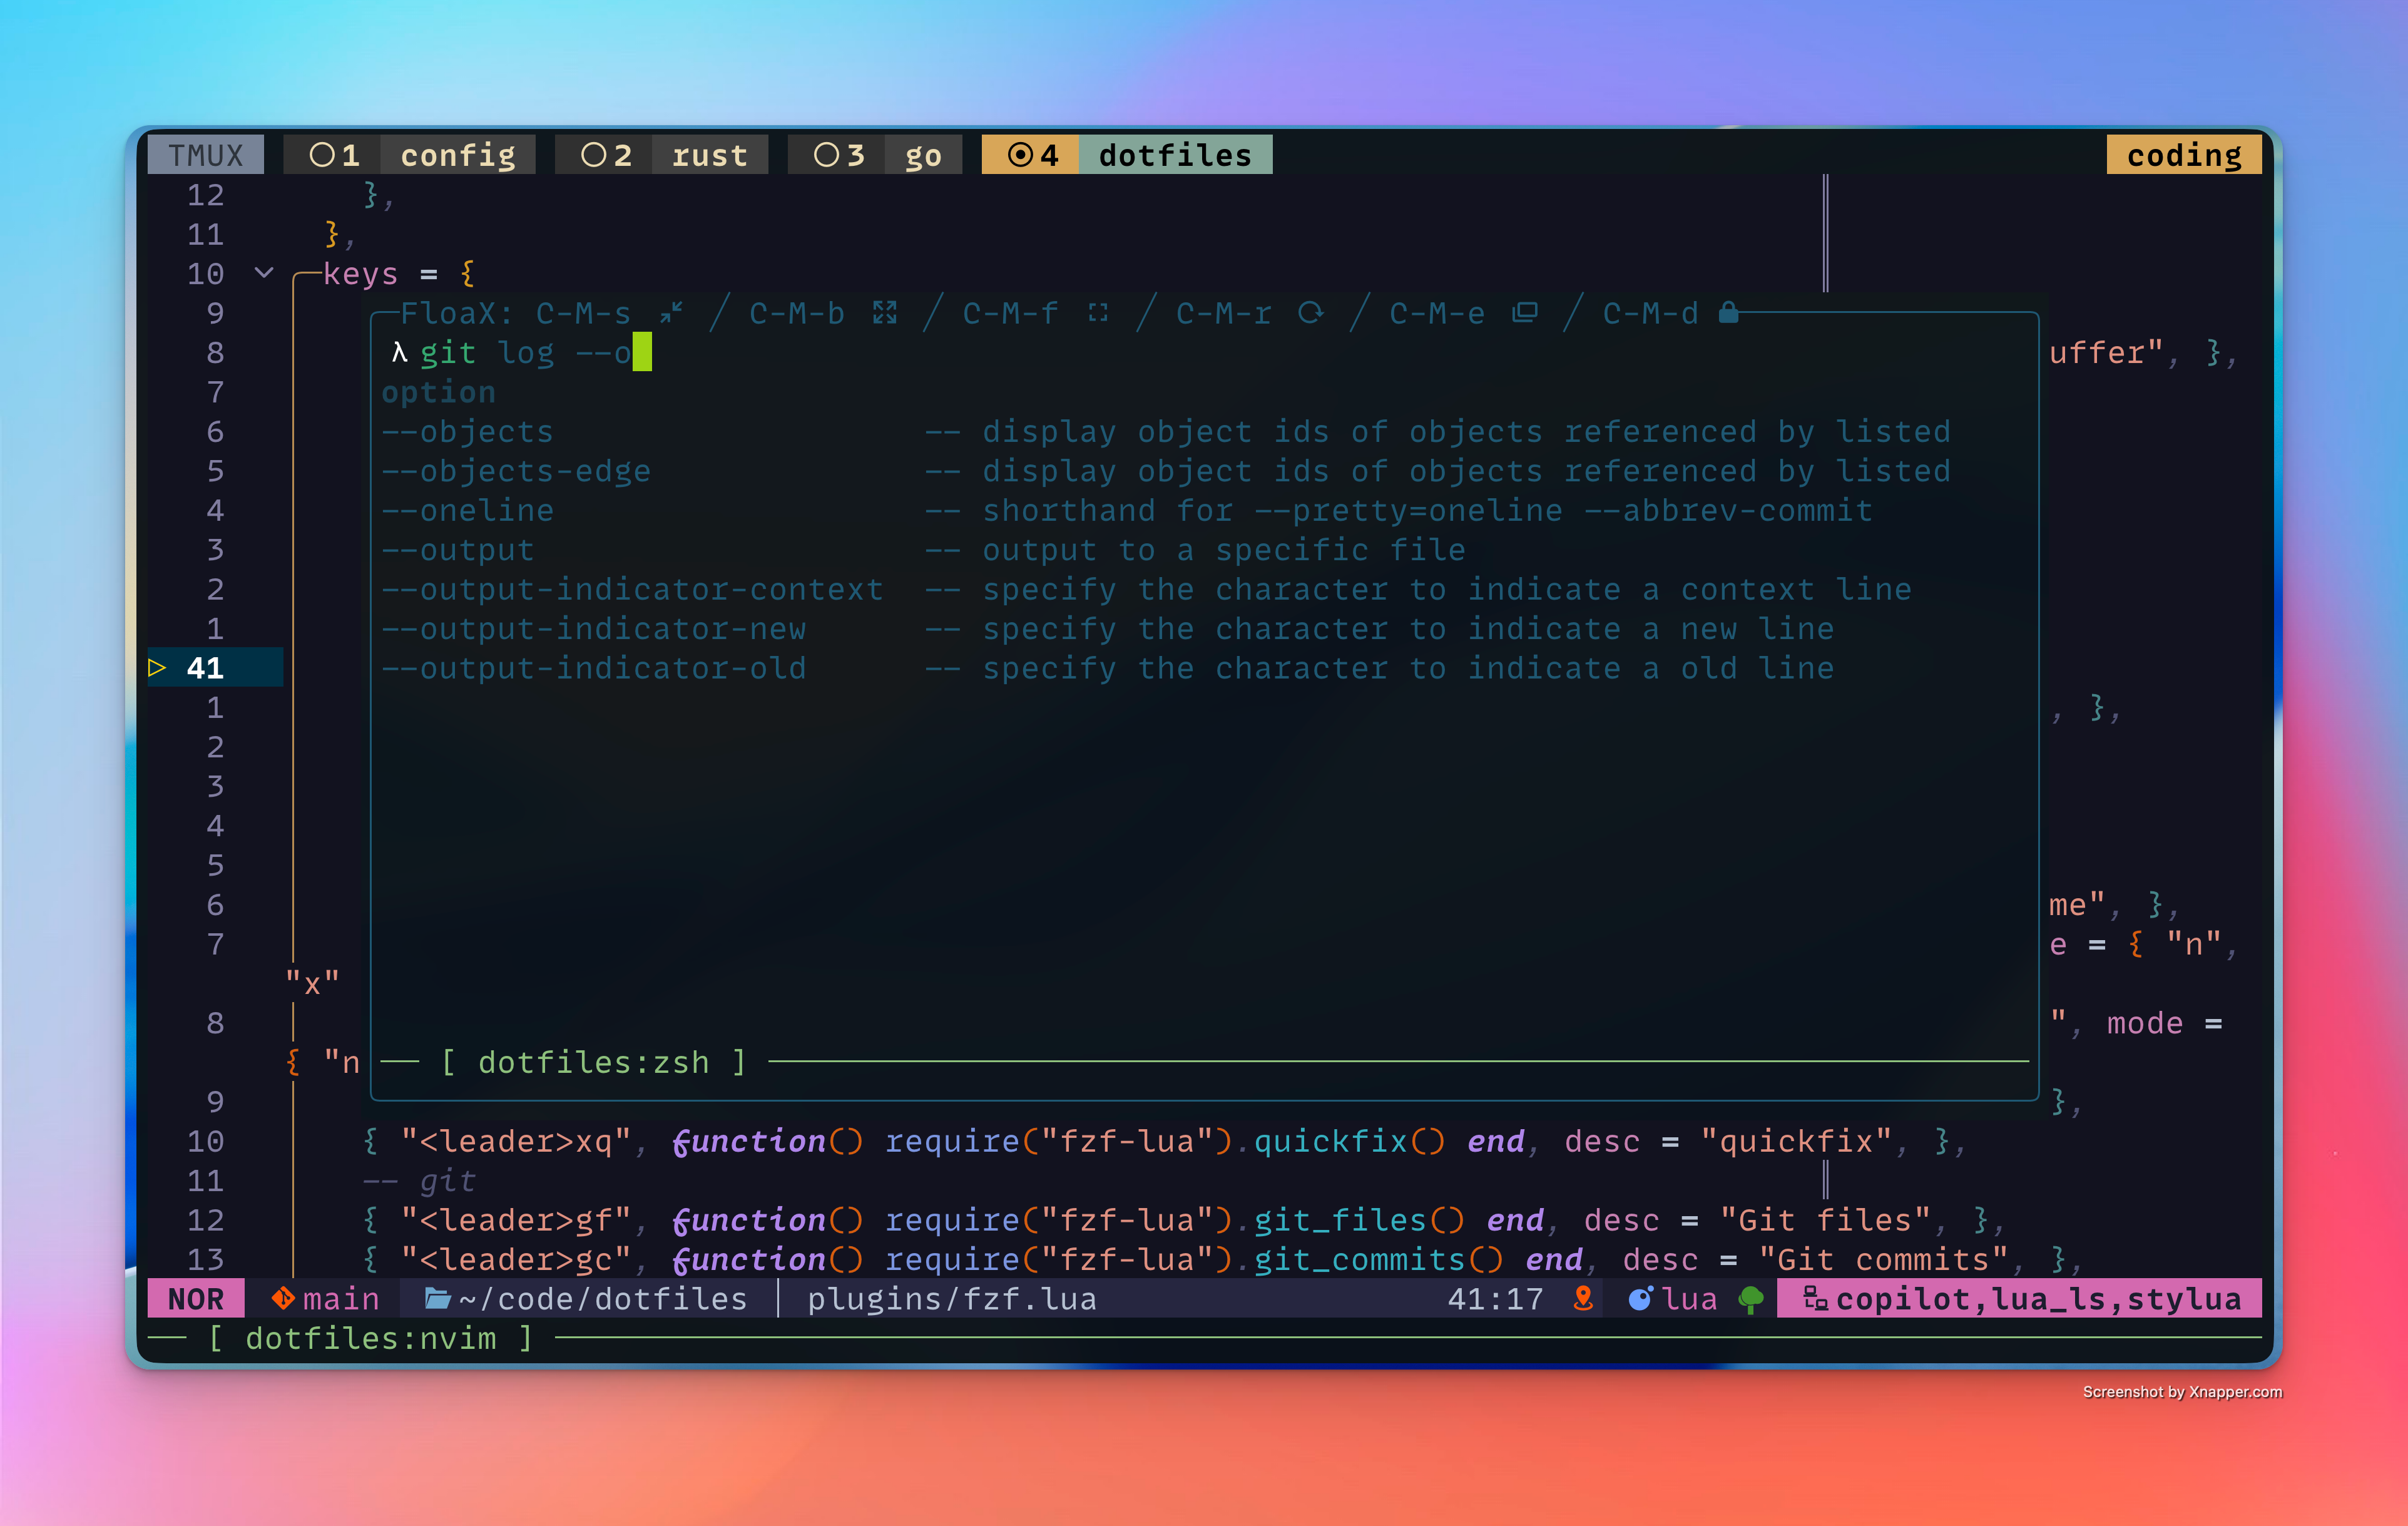 TMUX 1 config 2 rust 3 go 4 dotfiles coding
12 },
11 },
10 keys = {
9 FloaX: C-M-s / C-M-b / C-M-f / C-M-r / C-M-e / C-M-d
8 λ git log --o uffer", },
7 option
6 --objects -- display object ids of objects referenced by listed
5 --objects-edge -- display object ids of objects referenced by listed
4 --oneline -- shorthand for --pretty=oneline --abbrev-commit
3 --output -- output to a specific file
2 --output-indicator-context -- specify the character to indicate a context line
1 --output-indicator-new -- specify the character to indicate a new line
41 --output-indicator-old -- specify the character to indicate a old line
1 , },
2
3
4
5
6 me", },
7 e = { "n",
"x"
8 ", mode =
{ "n [ dotfiles:zsh ]
9 },
10 { "<leader>xq", function() require("fzf-lua").quickfix() end, desc = "quickfix", },
11 -- git
12 { "<leader>gf", function() require("fzf-lua").git_files() end, desc = "Git files", },
13 { "<leader>gc", function() require("fzf-lua").git_commits() end, desc = "Git commits", },
NOR main ~/code/dotfiles | plugins/fzf.lua 41:17 lua copilot,lua_ls,stylua
[ dotfiles:nvim ]
Screenshot by Xnapper.com